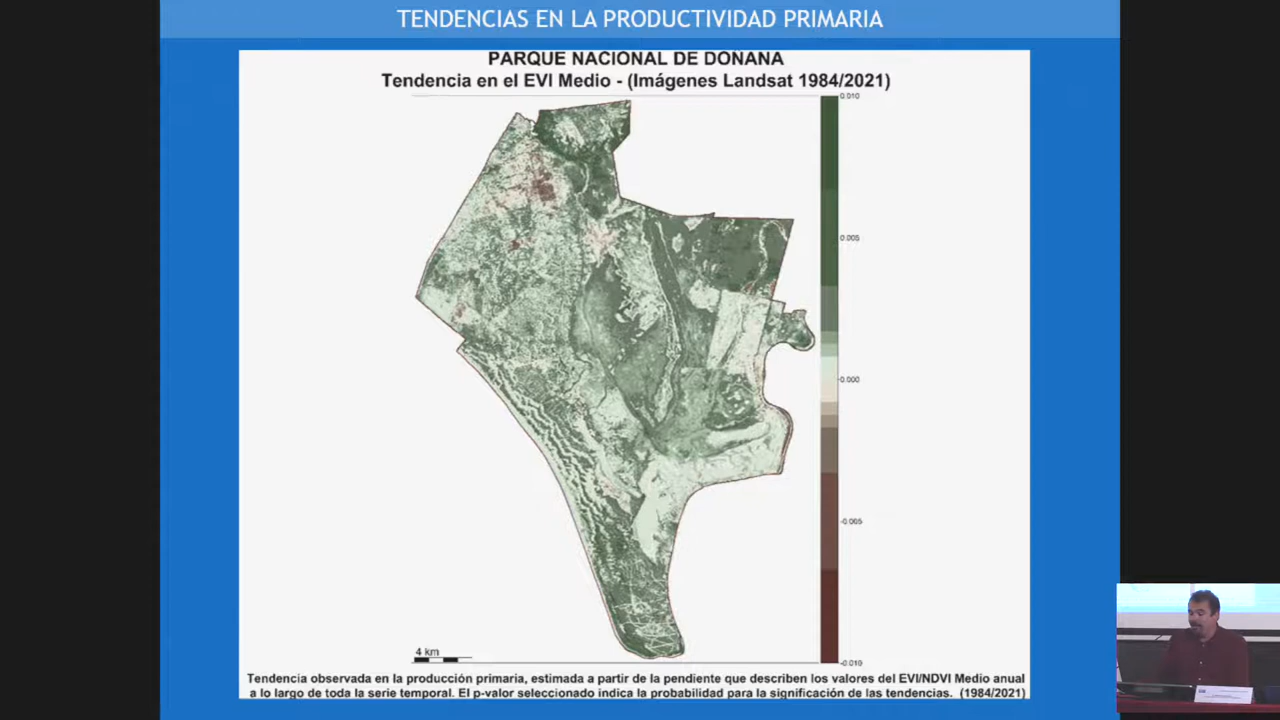 TENDENCIAS EN LA PRODUCTIVIDAD PRIMARIA
PARQUE NACIONAL DE DOÑANA
Tendencia en el EVI Medio - (Imágenes Landsat 1984/2021)
0.010
0.005
0.000
-0.005
-0.010
4 km
Tendencia observada en la producción primaria, estimada a partir de la pendiente que describen los valores del EVI/NDVI Medio anual
a lo largo de toda la serie temporal. El p-valor seleccionado indica la probabilidad para la significación de las tendencias. (1984/2021)